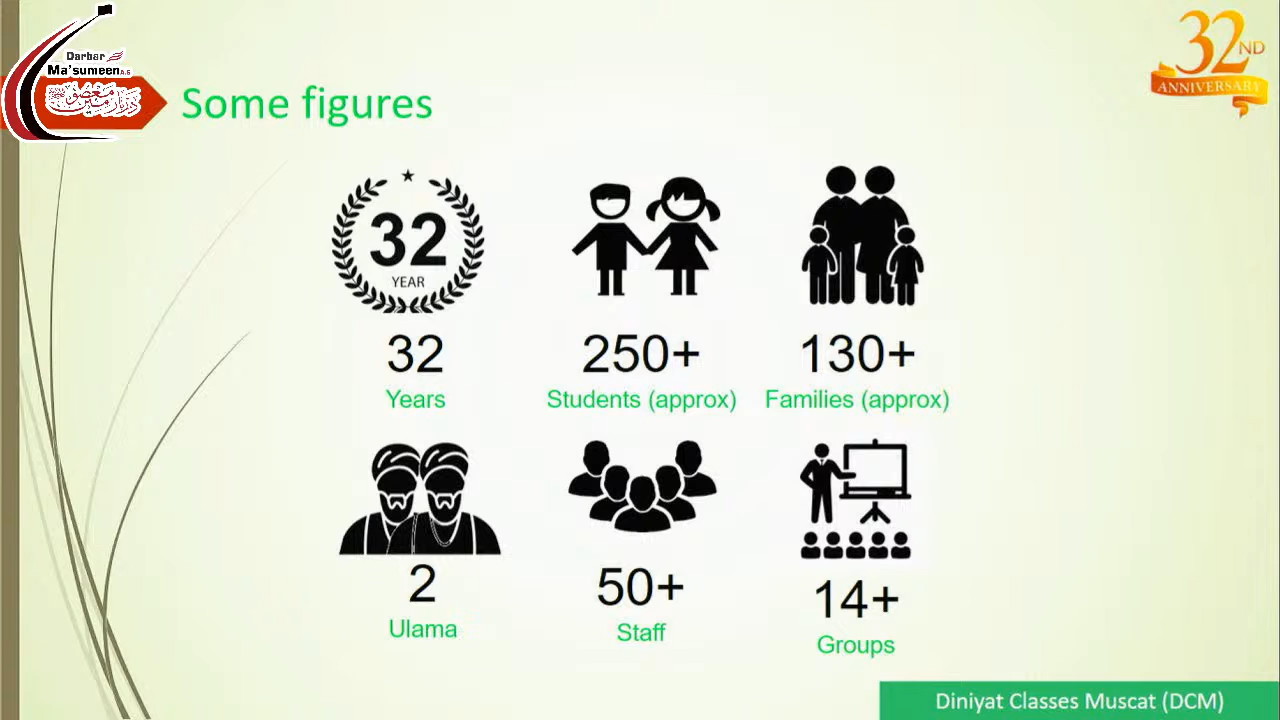 Darbar
Ma'sumeen A.S
32ND
ANNIVERSARY
Some figures
32
YEAR
32
Years
250+
Students (approx)
130+
Families (approx)
2
Ulama
50+
Staff
14+
Groups
Diniyat Classes Muscat (DCM)